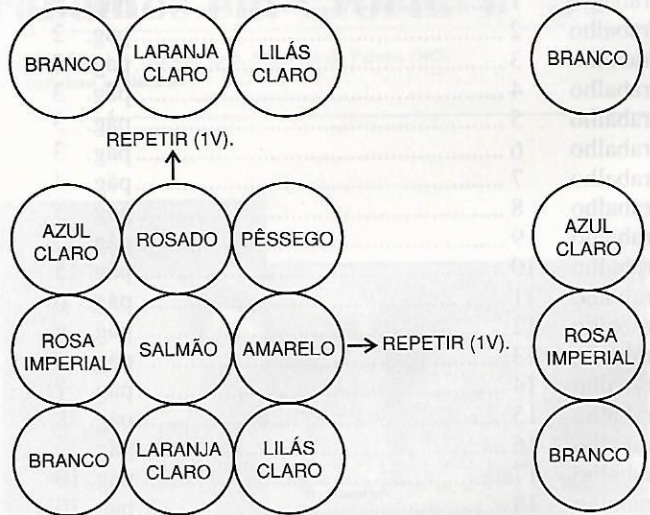 BRANCO
LARANJA
CLARO
LILÁS
CLARO
BRANCO
REPETIR (1V).
AZUL
CLARO
ROSADO
PÊSSEGO
AZUL
CLARO
ROSA
IMPERIAL
SALMÃO
AMARELO
REPETIR (1V).
ROSA
IMPERIAL
BRANCO
LARANJA
CLARO
LILÁS
CLARO
BRANCO